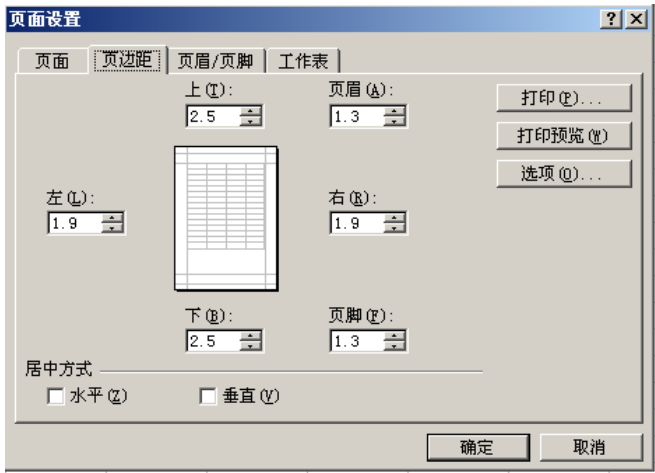 页面设置
页面 页边距 页眉/页脚 工作表
上(T): 页眉(A):
2.5 1.3
打印(P)...
打印预览(W)
选项(O)...
左(L): 右(R):
1.9 1.9
下(B): 页脚(F):
2.5 1.3
居中方式
水平(Z) 垂直(V)
确定 取消